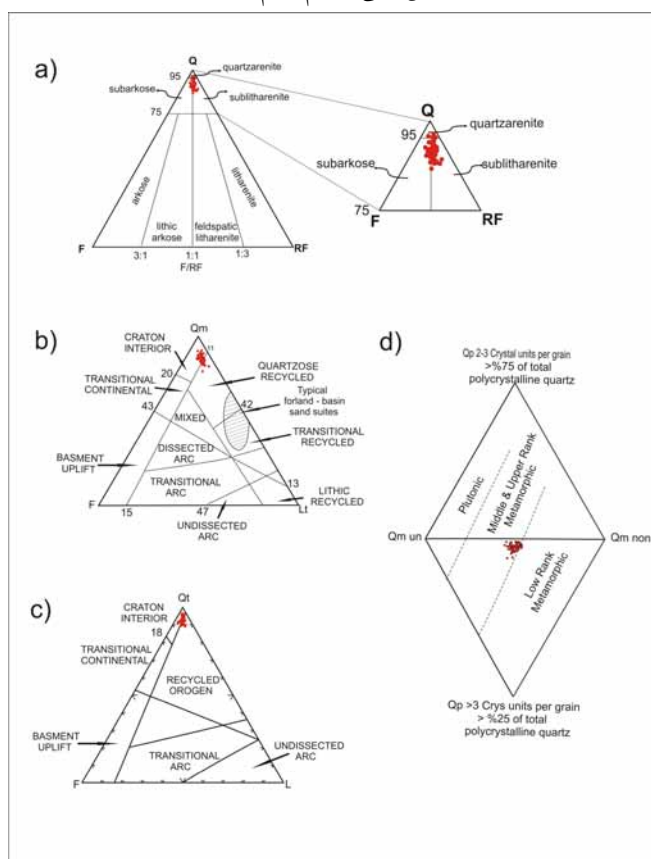 a)
Q
95
quartzarenite
subarkose
sublitharenite
75
arkose
litharenite
lithic
arkose
feldspatic
litharenite
F
RF
3:1
1:1
1:3
F/RF
Q
95
quartzarenite
subarkose
sublitharenite
75
F
RF
b)
Qm
11
CRATON
INTERIOR
20
TRANSITIONAL
CONTINENTAL
43
QUARTZOSE
RECYCLED
Typical
forland - basin
sand suites
42
MIXED
TRANSITIONAL
RECYCLED
DISSECTED
ARC
BASMENT
UPLIFT
TRANSITIONAL
ARC
13
LITHIC
RECYCLED
F
15
47
Lt
UNDISSECTED
ARC
c)
Qt
CRATON
INTERIOR
18
TRANSITIONAL
CONTINENTAL
RECYCLED
OROGEN
BASMENT
UPLIFT
UNDISSECTED
ARC
TRANSITIONAL
ARC
F
L
d)
Qp 2-3 Crystal units per grain
>%75 of total
polycrystalline quartz
Plutonic
Middle & Upper Rank
Metamorphic
Qm un
Qm non
Low Rank
Metamorphic
Qp >3 Crys units per grain
> %25 of total
polycrystalline quartz